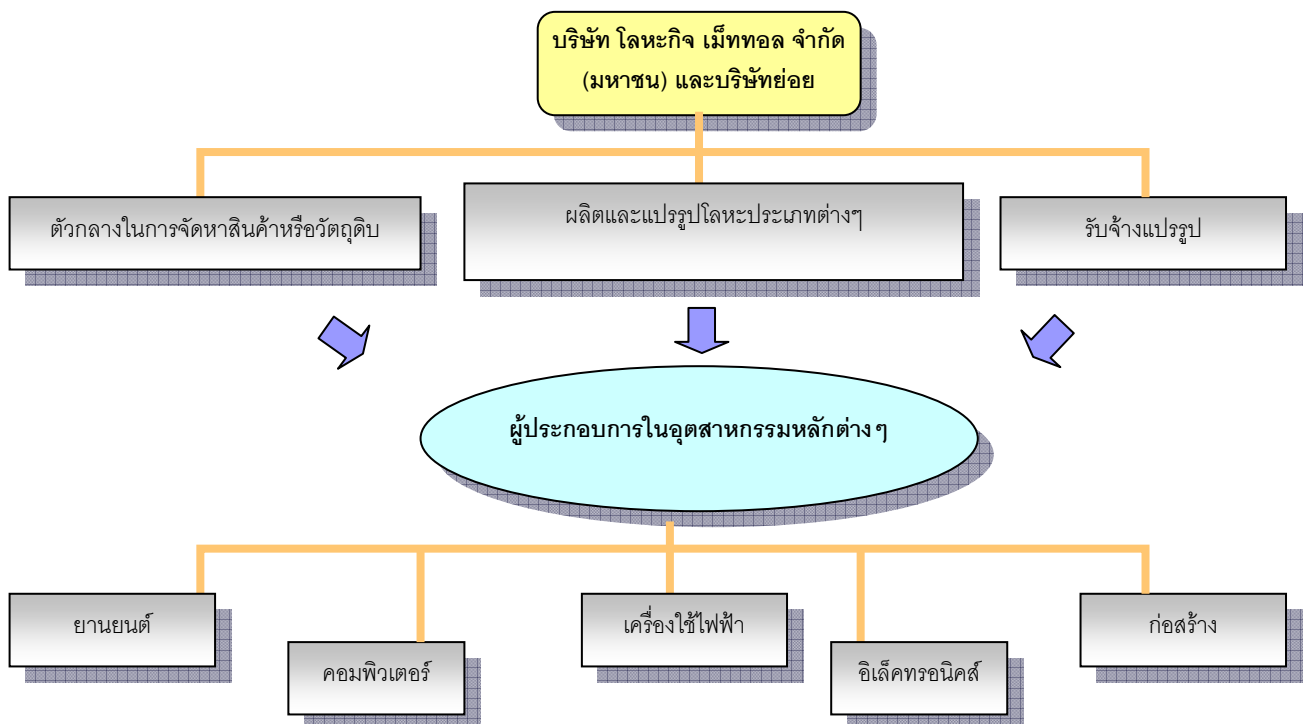 บริษัท โลหะกิจ เม็ททอล จำกัด
(มหาชน) และบริษัทย่อย
ตัวกลางในการจัดหาสินค้าหรือวัตถุดิบ
ผลิตและแปรรูปโลหะประเภทต่างๆ
รับจ้างแปรรูป
ผู้ประกอบการในอุตสาหกรรมหลักต่างๆ
ยานยนต์
คอมพิวเตอร์
เครื่องใช้ไฟฟ้า
อิเล็คทรอนิคส์
ก่อสร้าง